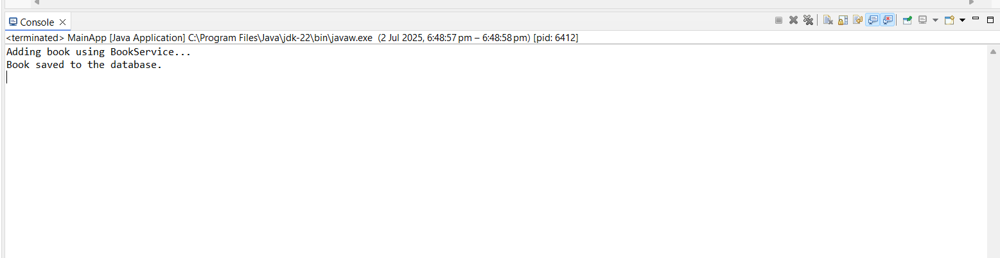 Console
<terminated> MainApp [Java Application] C:\Program Files\Java\jdk-22\bin\javaw.exe (2 Jul 2025, 6:48:57 pm – 6:48:58 pm) [pid: 6412]
Adding book using BookService...
Book saved to the database.